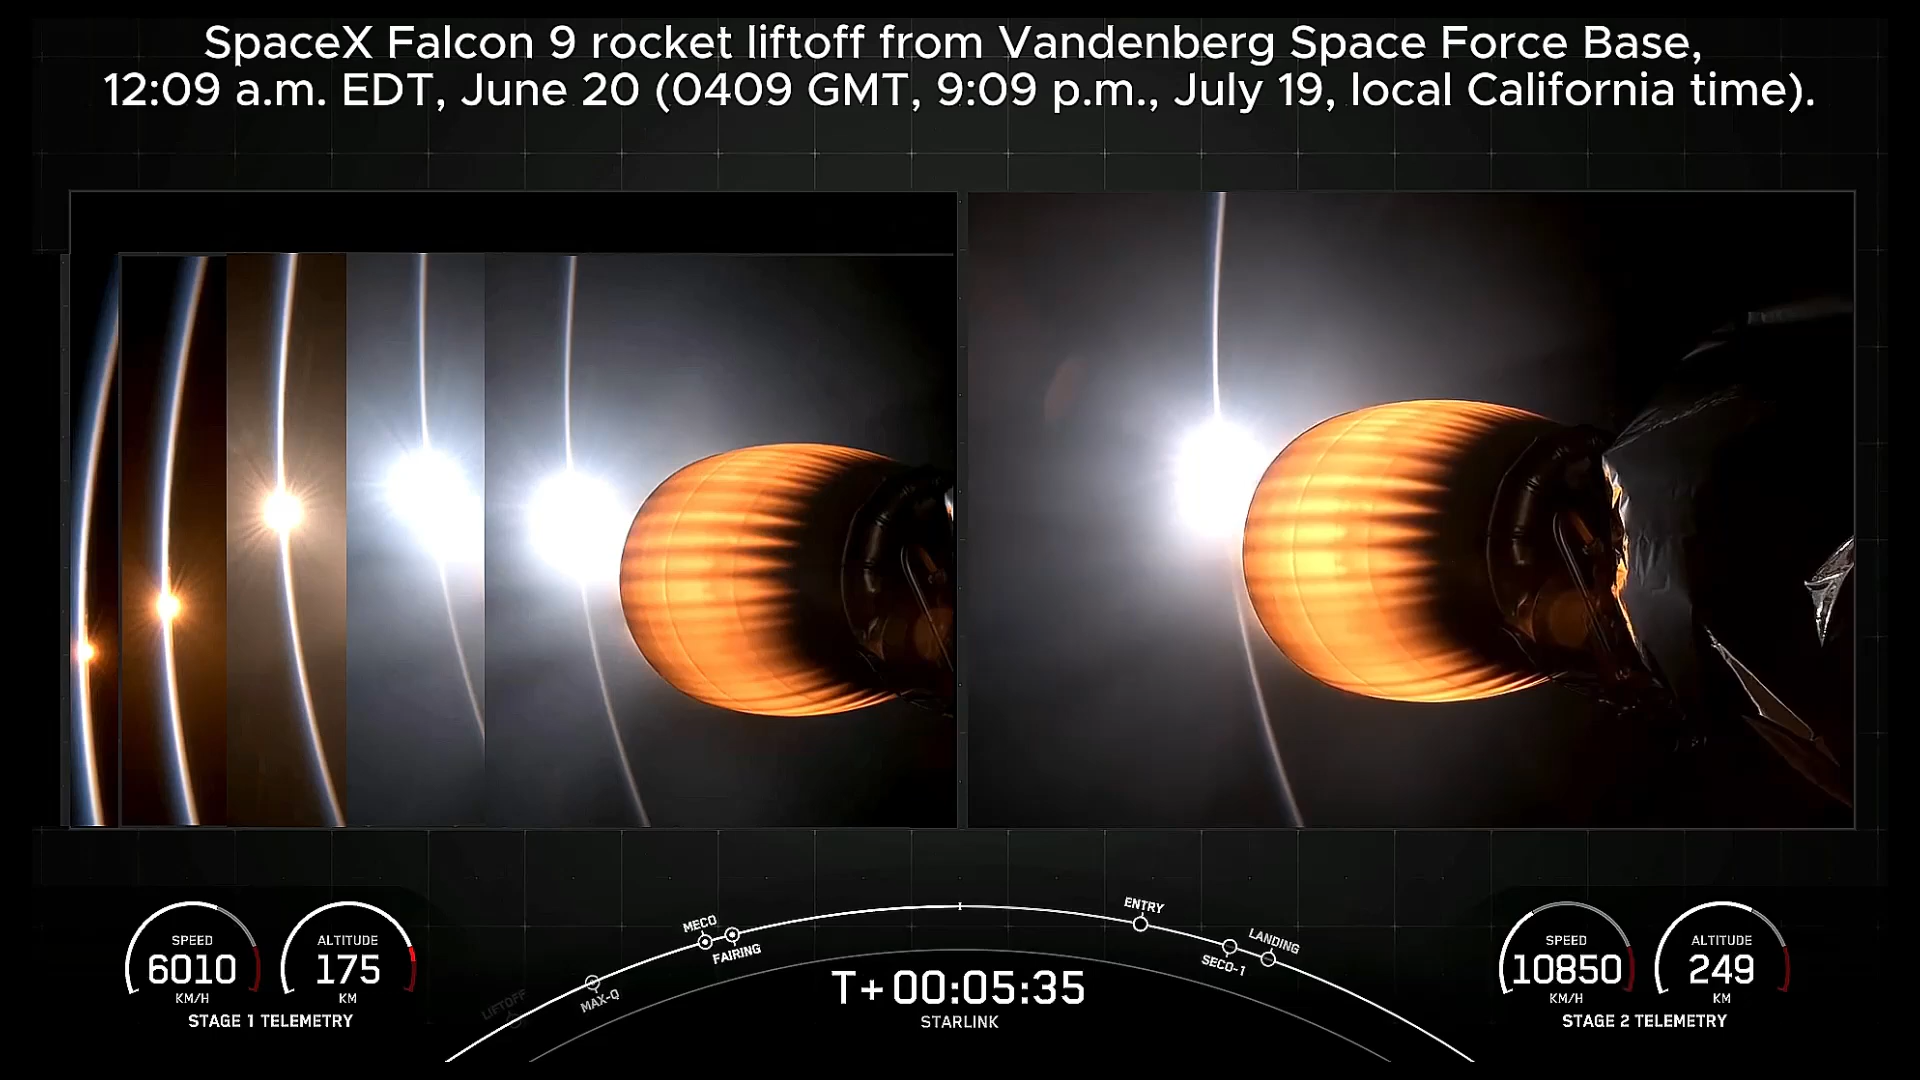 SpaceX Falcon 9 rocket liftoff from Vandenberg Space Force Base,
12:09 a.m. EDT, June 20 (0409 GMT, 9:09 p.m., July 19, local California time).
SPEED
6010
KM/H
ALTITUDE
175
KM
STAGE 1 TELEMETRY
LIFTOFF
MAX-Q
MECO
FAIRING
ENTRY
SECO-1
LANDING
T+00:05:35
STARLINK
SPEED
10850
KM/H
ALTITUDE
249
KM
STAGE 2 TELEMETRY